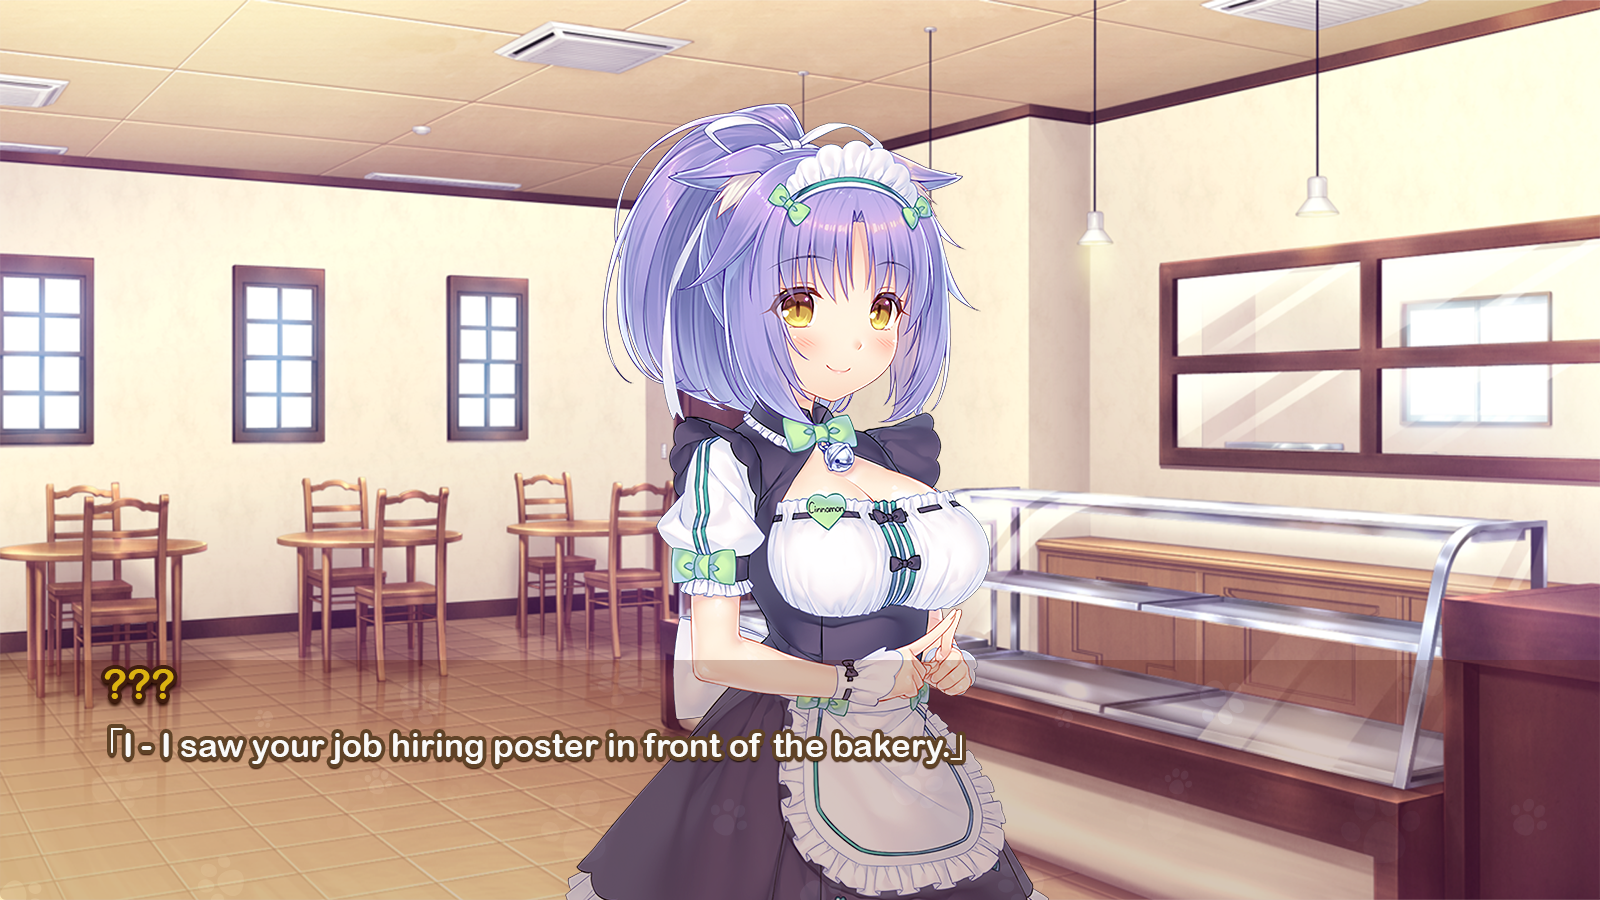 Cinnamon
???
「I - I saw your job hiring poster in front of the bakery.」